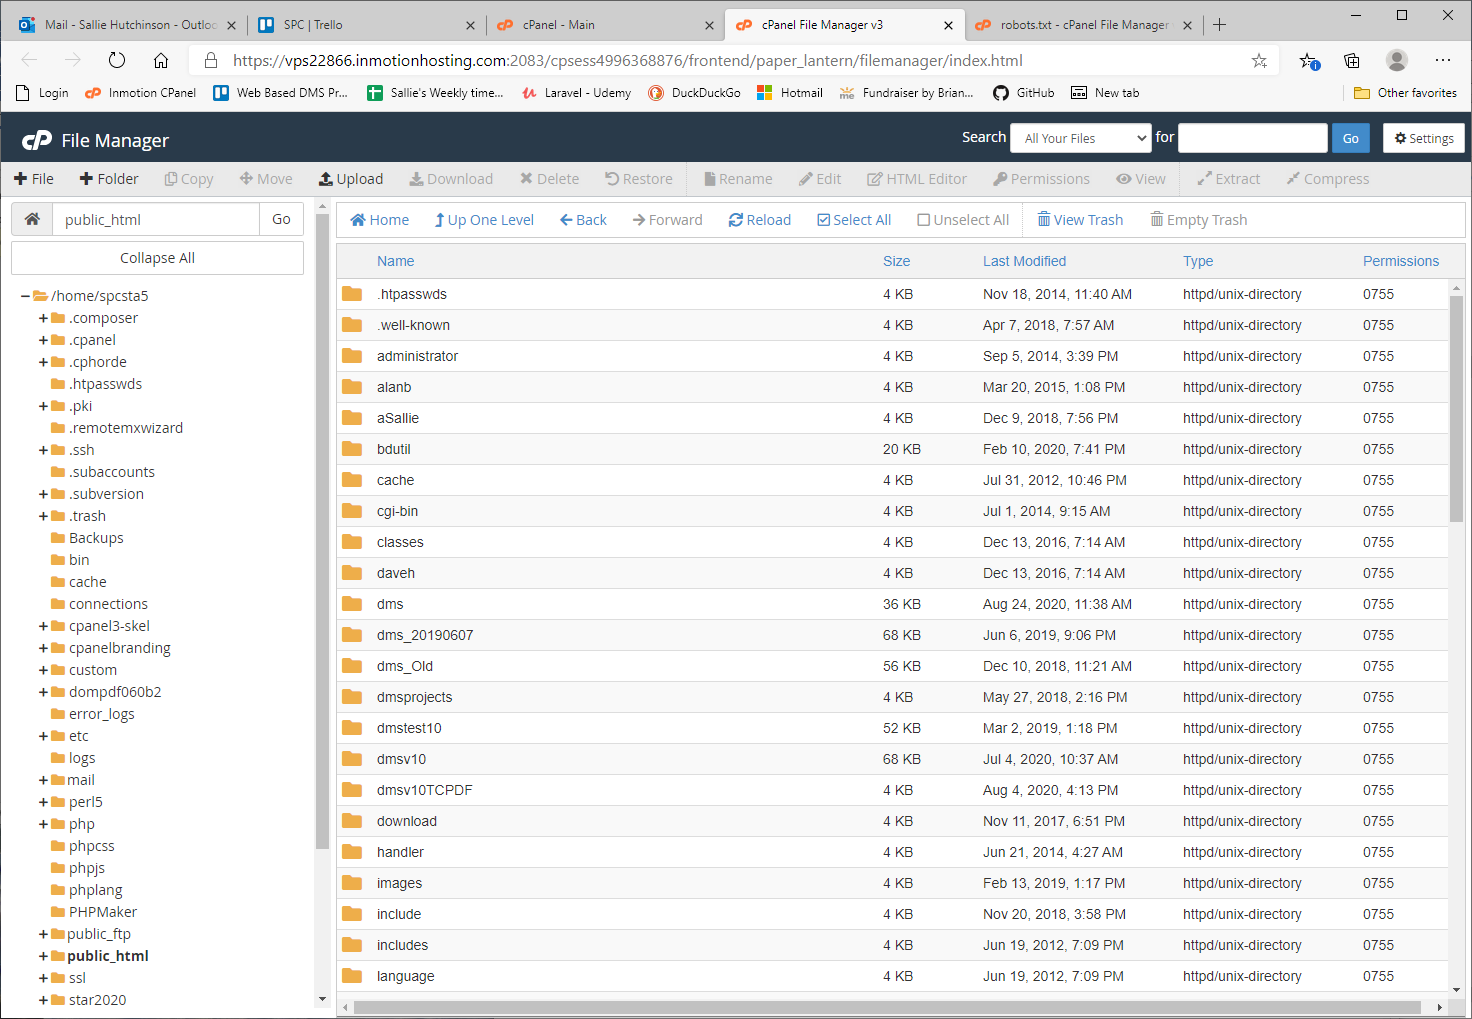 Mail - Sallie Hutchinson - Outloo
SPC | Trello
cPanel - Main
cPanel File Manager v3
robots.txt - cPanel File Manager
https://vps22866.inmotionhosting.com:2083/cpsess4996368876/frontend/paper_lantern/filemanager/index.html
Login
Inmotion CPanel
Web Based DMS Pr...
Sallie's Weekly time...
Laravel - Udemy
DuckDuckGo
Hotmail
Fundraiser by Brian...
GitHub
New tab
Other favorites
cP File Manager
Search All Your Files for Go Settings
File Folder Copy Move Upload Download Delete Restore Rename Edit HTML Editor Permissions View Extract Compress
public_html Go
Home Up One Level Back Forward Reload Select All Unselect All View Trash Empty Trash
Collapse All
/home/spcsta5
.composer
.cpanel
.cphorde
.htpasswds
.pki
.remotemxwizard
.ssh
.subaccounts
.subversion
.trash
Backups
bin
cache
connections
cpanel3-skel
cpanelbranding
custom
dompdf060b2
error_logs
etc
logs
mail
perl5
php
phpcss
phpjs
phplang
PHPMaker
public_ftp
public_html
ssl
star2020
Name Size Last Modified Type Permissions
.htpasswds 4 KB Nov 18, 2014, 11:40 AM httpd/unix-directory 0755
.well-known 4 KB Apr 7, 2018, 7:57 AM httpd/unix-directory 0755
administrator 4 KB Sep 5, 2014, 3:39 PM httpd/unix-directory 0755
alanb 4 KB Mar 20, 2015, 1:08 PM httpd/unix-directory 0755
aSallie 4 KB Dec 9, 2018, 7:56 PM httpd/unix-directory 0755
bdutil 20 KB Feb 10, 2020, 7:41 PM httpd/unix-directory 0755
cache 4 KB Jul 31, 2012, 10:46 PM httpd/unix-directory 0755
cgi-bin 4 KB Jul 1, 2014, 9:15 AM httpd/unix-directory 0755
classes 4 KB Dec 13, 2016, 7:14 AM httpd/unix-directory 0755
daveh 4 KB Dec 13, 2016, 7:14 AM httpd/unix-directory 0755
dms 36 KB Aug 24, 2020, 11:38 AM httpd/unix-directory 0755
dms_20190607 68 KB Jun 6, 2019, 9:06 PM httpd/unix-directory 0755
dms_Old 56 KB Dec 10, 2018, 11:21 AM httpd/unix-directory 0755
dmsprojects 4 KB May 27, 2018, 2:16 PM httpd/unix-directory 0755
dmstest10 52 KB Mar 2, 2019, 1:18 PM httpd/unix-directory 0755
dmsv10 68 KB Jul 4, 2020, 10:37 AM httpd/unix-directory 0755
dmsv10TCPDF 4 KB Aug 4, 2020, 4:13 PM httpd/unix-directory 0755
download 4 KB Nov 11, 2017, 6:51 PM httpd/unix-directory 0755
handler 4 KB Jun 21, 2014, 4:27 AM httpd/unix-directory 0755
images 4 KB Feb 13, 2019, 1:17 PM httpd/unix-directory 0755
include 4 KB Nov 20, 2018, 3:58 PM httpd/unix-directory 0755
includes 4 KB Jun 19, 2012, 7:09 PM httpd/unix-directory 0755
language 4 KB Jun 19, 2012, 7:09 PM httpd/unix-directory 0755